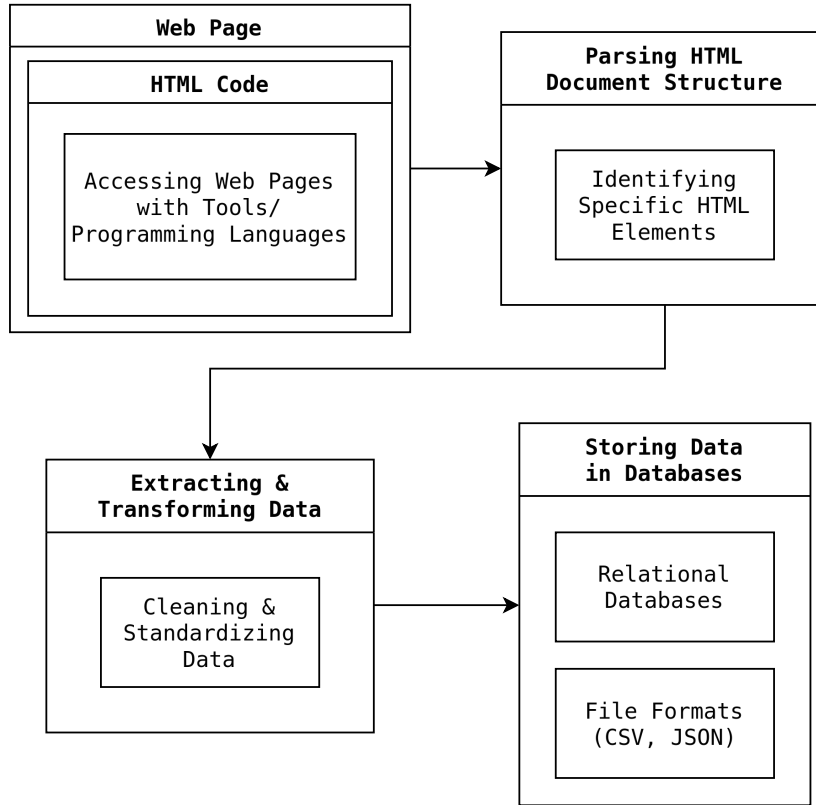 Web Page
HTML Code
Accessing Web Pages
with Tools/
Programming Languages
Parsing HTML
Document Structure
Identifying
Specific HTML
Elements
Extracting &
Transforming Data
Cleaning &
Standardizing
Data
Storing Data
in Databases
Relational
Databases
File Formats
(CSV, JSON)